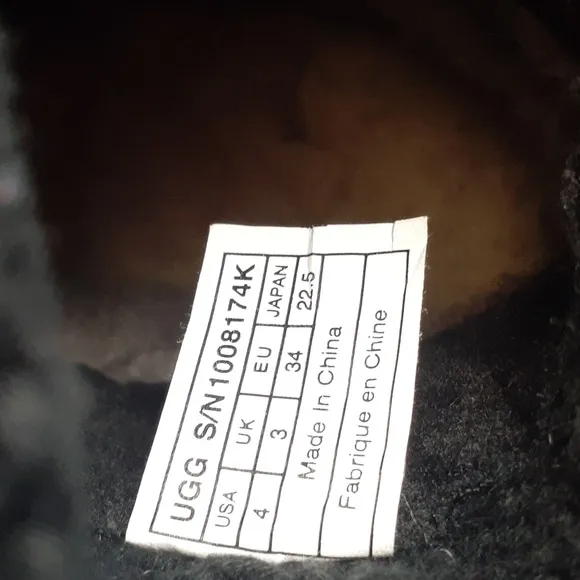 UGG S/N1008174K
USA UK EU JAPAN
4 3 34 22.5
Made In China
Fabrique en Chine